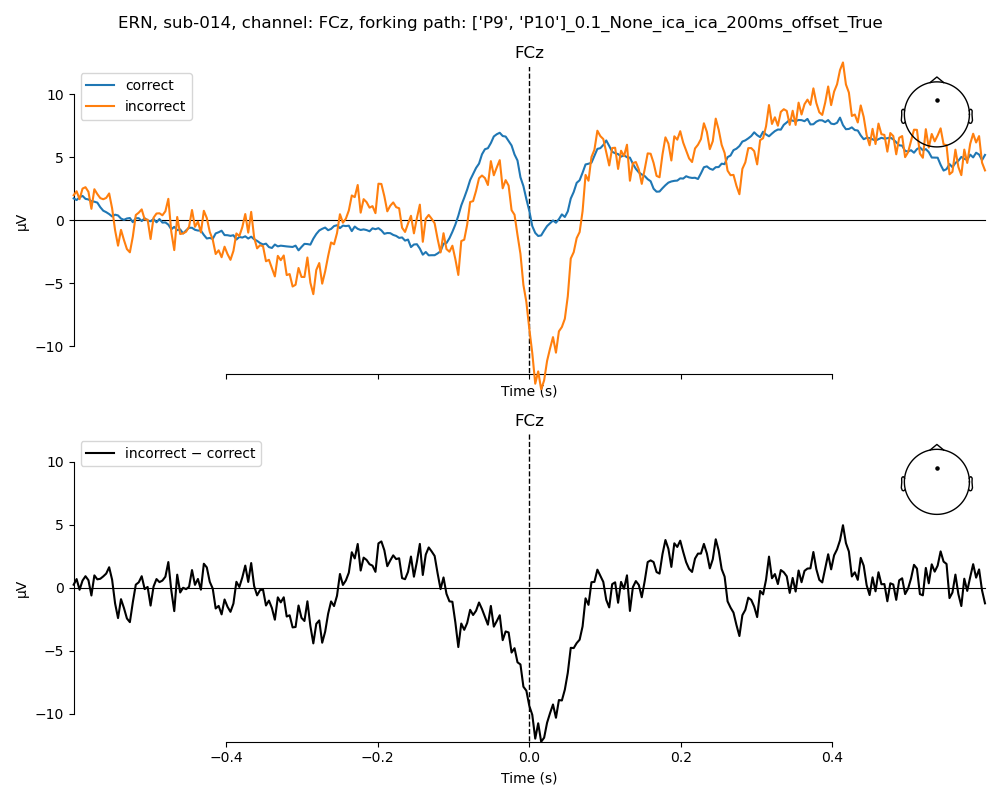 ERN, sub-014, channel: FCz, forking path: ['P9', 'P10']_0.1_None_ica_ica_200ms_offset_True
FCz
correct
incorrect
10
5
0
−5
−10
µV
Time (s)
FCz
incorrect − correct
10
5
0
−5
−10
µV
−0.4
−0.2
0.0
0.2
0.4
Time (s)